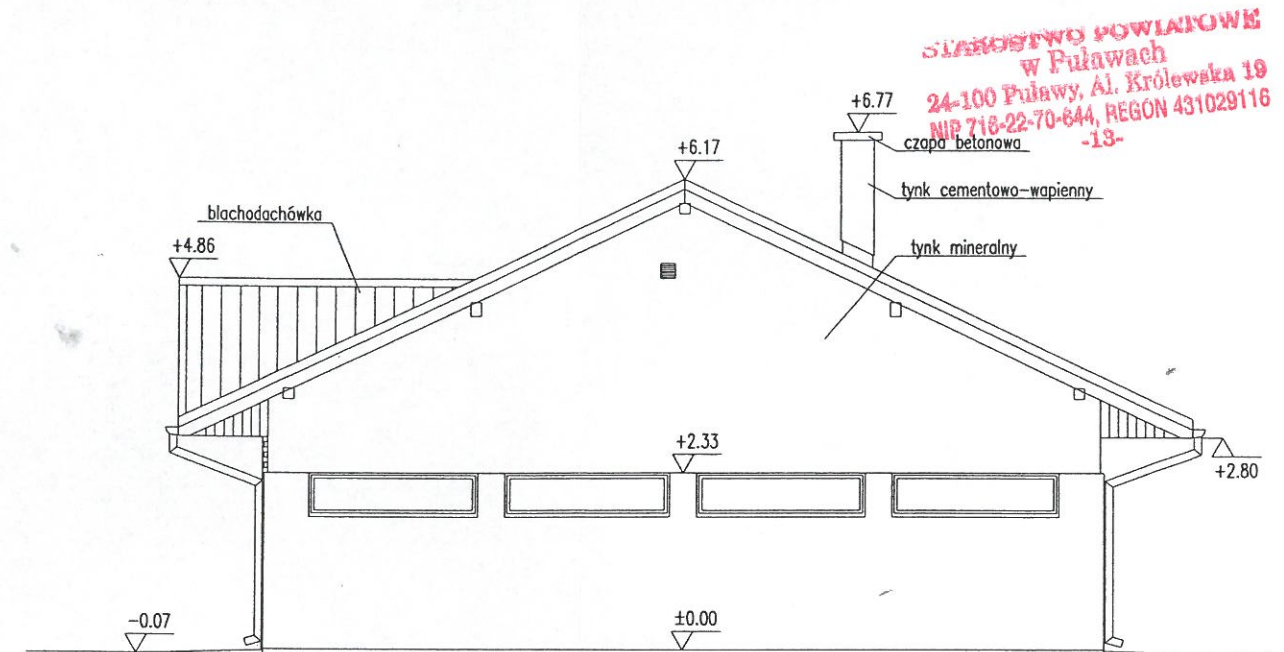 STAROSTWO POWIATOWE
w Puławach
24-100 Puławy, Al. Królewska 19
NIP 716-22-70-644, REGON 431029116
-13-
+6.77
czapa betonowa
+6.17
tynk cementowo-wapienny
blachodachówka
+4.86
tynk mineralny
+2.33
+2.80
-0.07
±0.00